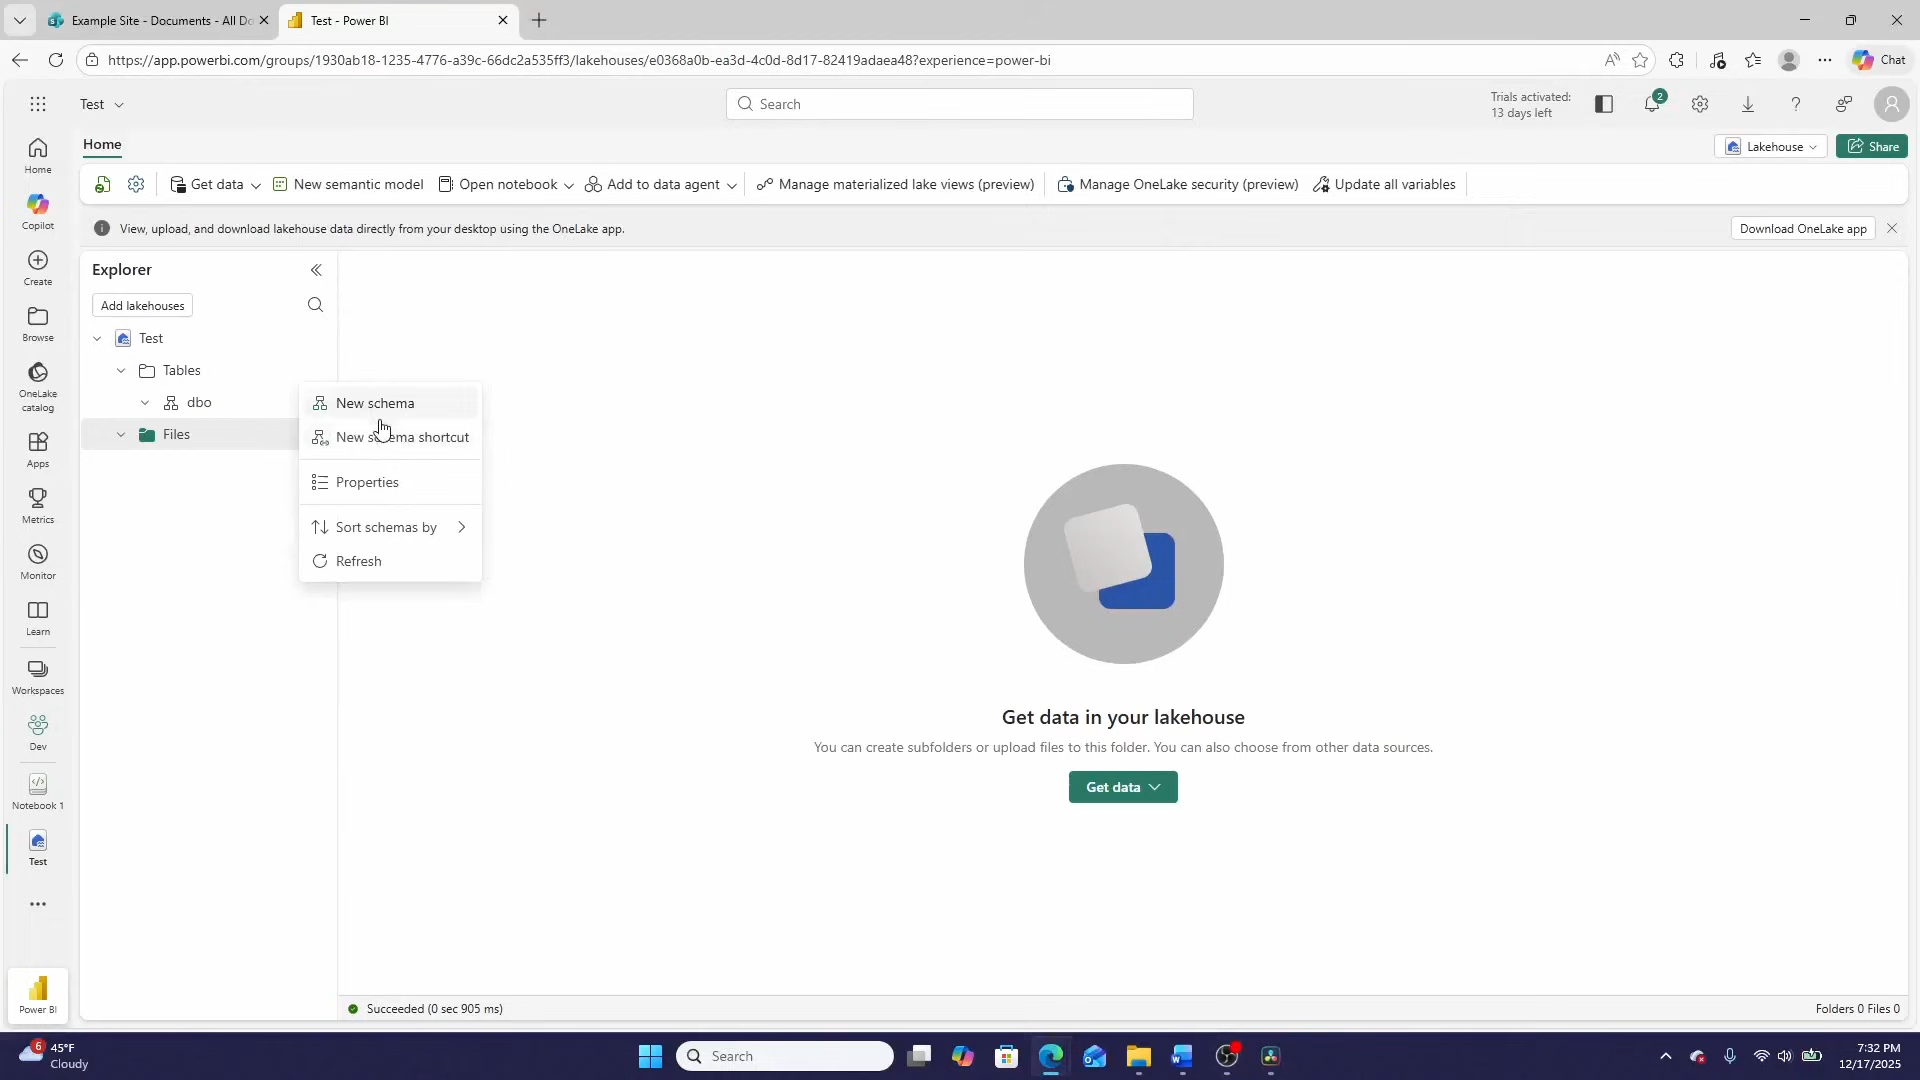 Example Site - Documents - All Do
Test - Power BI
https://app.powerbi.com/groups/1930ab18-1235-4776-a39c-66dc2a535ff3/lakehouses/e0368a0b-ea3d-4c0d-8d17-82419adaea48?experience=power-bi
Chat
Test
Search
Trials activated:
13 days left
2
Home
Lakehouse
Share
Get data
New semantic model
Open notebook
Add to data agent
Manage materialized lake views (preview)
Manage OneLake security (preview)
Update all variables
View, upload, and download lakehouse data directly from your desktop using the OneLake app.
Download OneLake app
Home
Copilot
Create
Browse
OneLake
catalog
Apps
Metrics
Monitor
Learn
Workspaces
Dev
Notebook 1
Test
Power BI
Explorer
Add lakehouses
Test
Tables
dbo
Files
New schema
New schema shortcut
Properties
Sort schemas by
Refresh
Get data in your lakehouse
You can create subfolders or upload files to this folder. You can also choose from other data sources.
Get data
Succeeded (0 sec 905 ms)
Folders 0 Files 0
6
45°F
Cloudy
Search
7:32 PM
12/17/2025